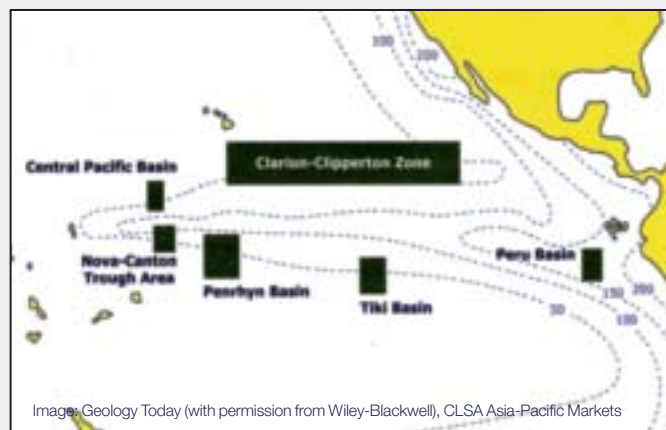 100
200
Clarion-Clipperton Zone
Central Pacific Basin
Nova-Canton
Trough Area
Penrhyn Basin
Tiki Basin
Peru Basin
50
150
200
100
Image: Geology Today (with permission from Wiley-Blackwell), CLSA Asia-Pacific Markets